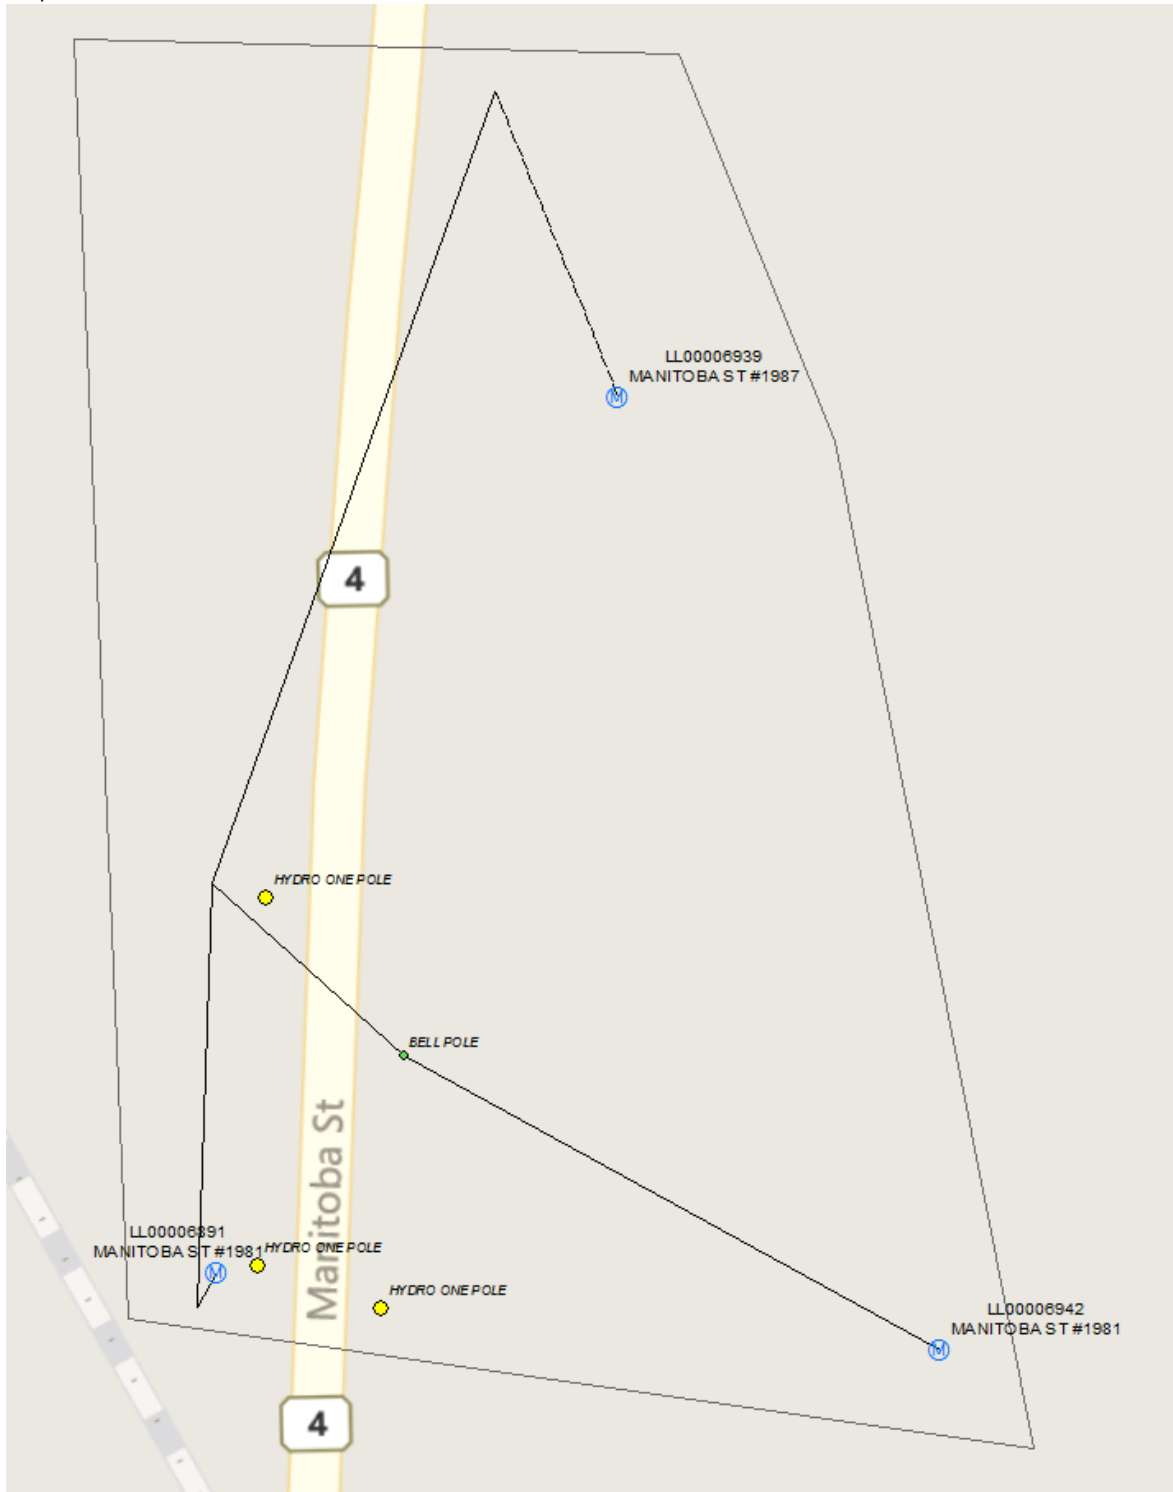 LL00006939
MANITOBA ST #1987
4
HYDRO ONE POLE
BELL POLE
Manitoba St
LL00006891
MANITOBA ST #1981
HYDRO ONE POLE
HYDRO ONE POLE
LL00006942
MANITOBA ST #1981
4